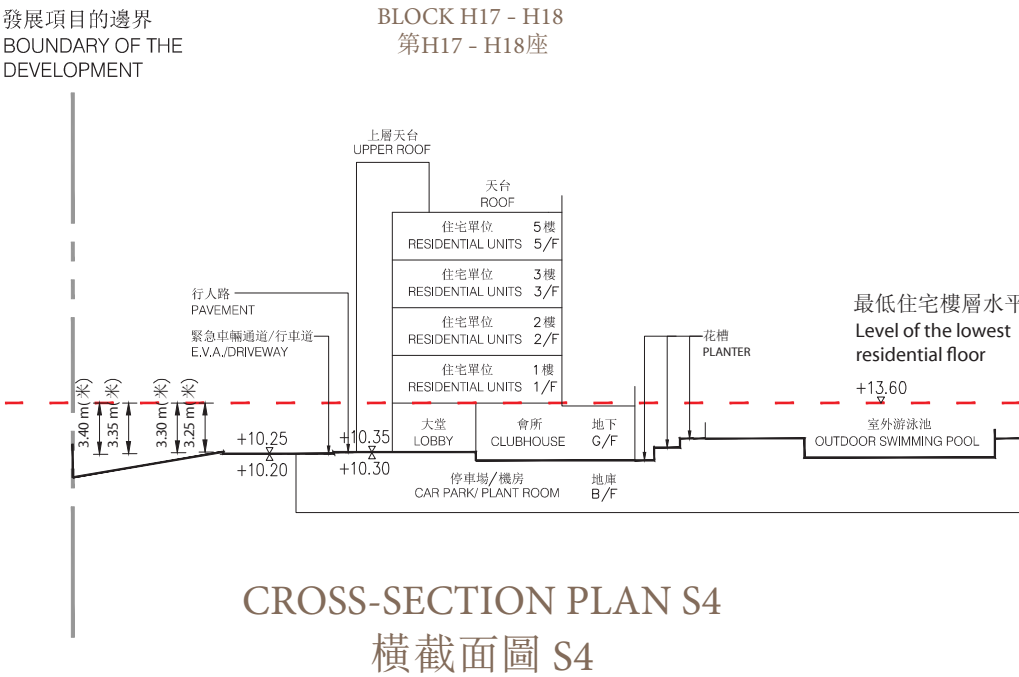 發展項目的邊界
BOUNDARY OF THE
DEVELOPMENT
BLOCK H17 - H18
第H17 - H18座
上層天台
UPPER ROOF
天台
ROOF
住宅單位 5樓
RESIDENTIAL UNITS 5/F
住宅單位 3樓
RESIDENTIAL UNITS 3/F
住宅單位 2樓
RESIDENTIAL UNITS 2/F
住宅單位 1樓
RESIDENTIAL UNITS 1/F
行人路
PAVEMENT
緊急車輛通道/行車道
E.V.A./DRIVEWAY
花槽
PLANTER
最低住宅樓層水平
Level of the lowest
residential floor
+13.60
3.40 m(米)
3.35 m(米)
3.30 m(米)
3.25 m(米)
+10.25
+10.20
+10.35
+10.30
大堂
LOBBY
會所
CLUBHOUSE
地下
G/F
室外游泳池
OUTDOOR SWIMMING POOL
停車場/機房
CAR PARK/ PLANT ROOM
地庫
B/F
CROSS-SECTION PLAN S4
橫截面圖 S4